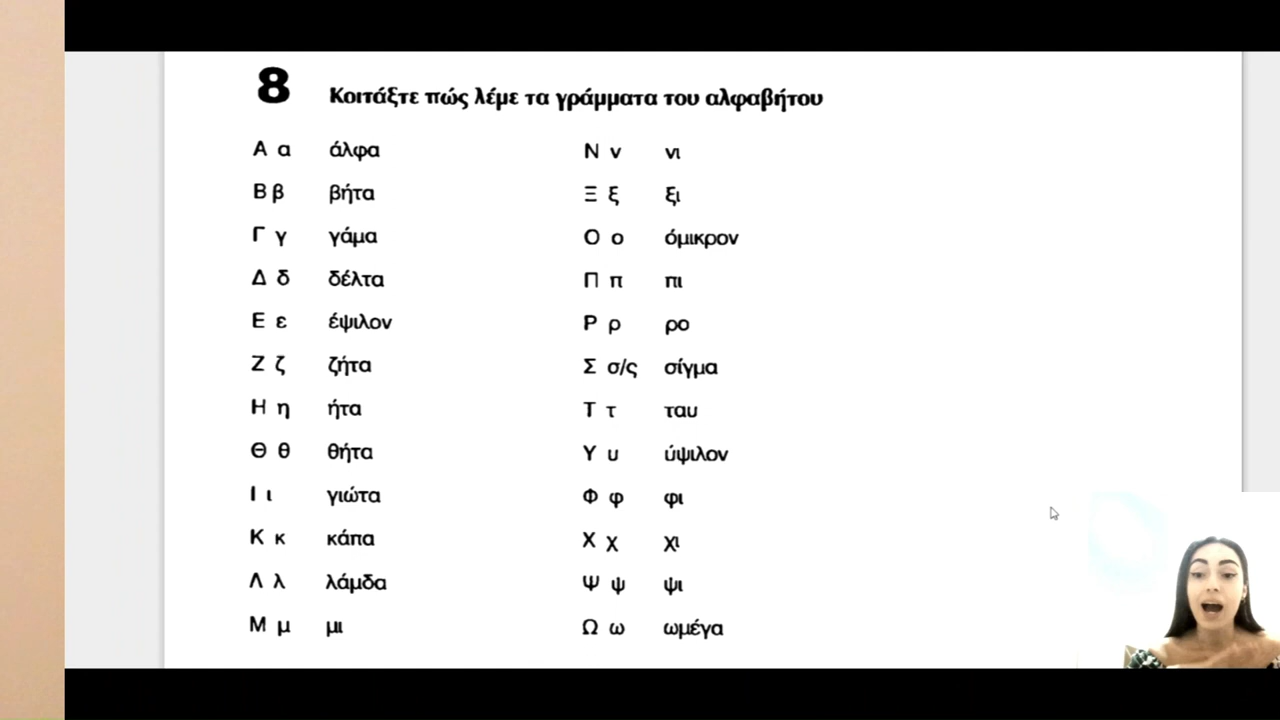 8 Κοιτάξτε πώς λέμε τα γράμματα του αλφαβήτου
Α α άλφα
Β β βήτα
Γ γ γάμα
Δ δ δέλτα
Ε ε έψιλον
Ζ ζ ζήτα
Η η ήτα
Θ θ θήτα
Ι ι γιώτα
Κ κ κάπα
Λ λ λάμδα
Μ μ μι
Ν ν νι
Ξ ξ ξι
Ο ο όμικρον
Π π πι
Ρ ρ ρο
Σ σ/ς σίγμα
Τ τ ταυ
Υ υ ύψιλον
Φ φ φι
Χ χ χι
Ψ ψ ψι
Ω ω ωμέγα